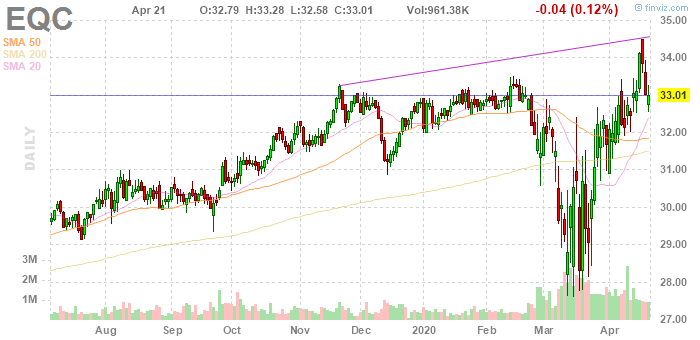 EQC
Apr 21 O:32.79 H:33.28 L:32.58 C:33.01 Vol:961.38K -0.04 (0.12%)
© finviz.com
SMA 50
SMA 200
SMA 20
DAILY
35.00
34.00
33.01
32.00
31.00
30.00
29.00
28.00
27.00
3M
2M
1M
Aug Sep Oct Nov Dec 2020 Feb Mar Apr